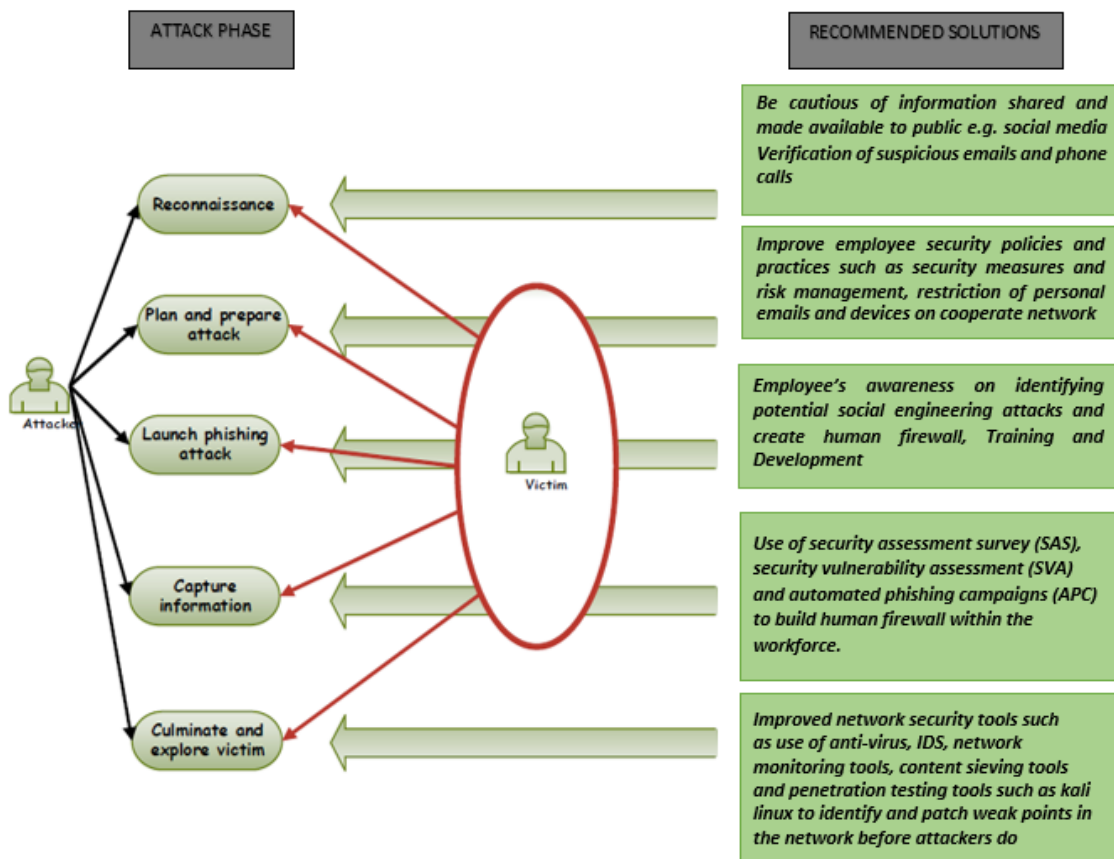 ATTACK PHASE
RECOMMENDED SOLUTIONS
Be cautious of information shared and
made available to public e.g. social media
Verification of suspicious emails and phone
calls
Reconnaissance
Improve employee security policies and
practices such as security measures and
risk management, restriction of personal
emails and devices on cooperate network
Plan and prepare
attack
Attacke
Employee's awareness on identifying
potential social engineering attacks and
create human firewall, Training and
Development
Launch phishing
attack
Victim
Use of security assessment survey (SAS),
security vulnerability assessment (SVA)
and automated phishing campaigns (APC)
to build human firewall within the
workforce.
Capture
information
Improved network security tools such
as use of anti-virus, IDS, network
monitoring tools, content sieving tools
and penetration testing tools such as kali
linux to identify and patch weak points in
the network before attackers do
Culminate and
explore victim